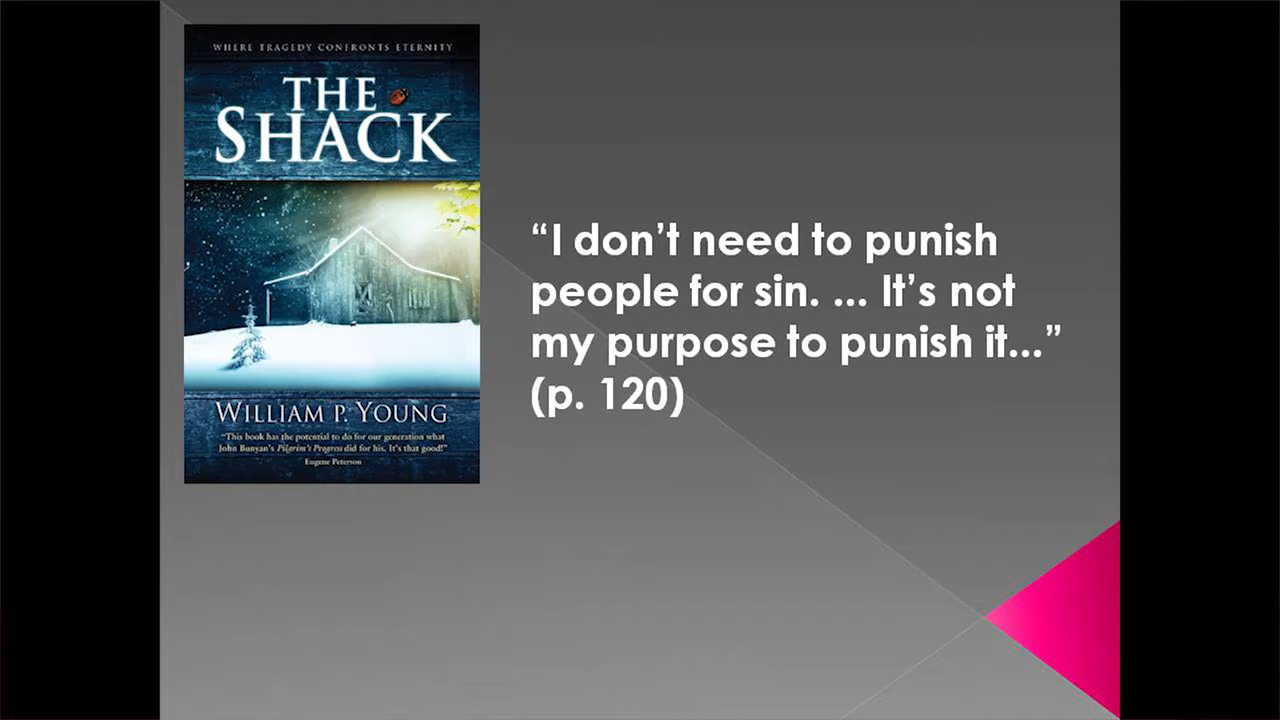 WHERE TRAGEDY CONFRONTS ETERNITY
THE
SHACK
WILLIAM P. YOUNG
“This book has the potential to do for our generation what
John Bunyan’s Pilgrim’s Progress did for his. It’s that good!”
Eugene Peterson
“I don’t need to punish
people for sin. ... It’s not
my purpose to punish it...”
(p. 120)